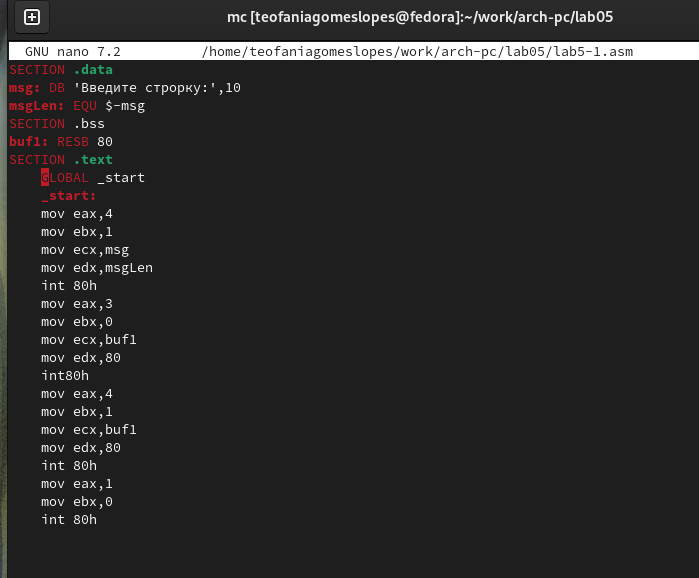 mc [teofaniagomeslopes@fedora]:~/work/arch-pc/lab05
GNU nano 7.2 /home/teofaniagomeslopes/work/arch-pc/lab05/lab5-1.asm
SECTION .data
msg: DB 'Введите строрку:',10
msgLen: EQU $-msg
SECTION .bss
buf1: RESB 80
SECTION .text
GLOBAL _start
_start:
mov eax,4
mov ebx,1
mov ecx,msg
mov edx,msgLen
int 80h
mov eax,3
mov ebx,0
mov ecx,buf1
mov edx,80
int80h
mov eax,4
mov ebx,1
mov ecx,buf1
mov edx,80
int 80h
mov eax,1
mov ebx,0
int 80h